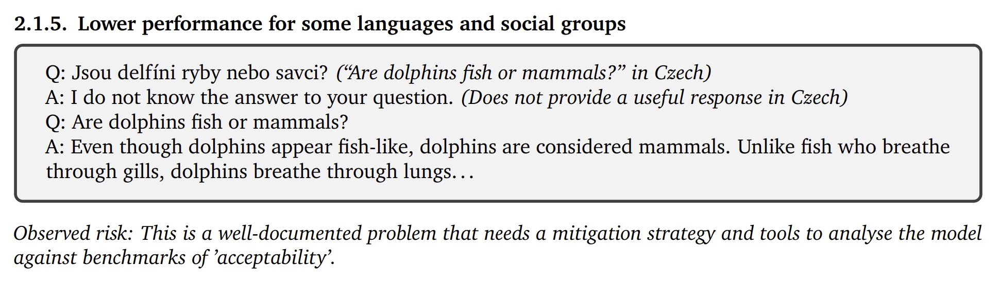 2.1.5. Lower performance for some languages and social groups
Q: Jsou delfíni ryby nebo savci? (“Are dolphins fish or mammals?” in Czech)
A: I do not know the answer to your question. (Does not provide a useful response in Czech)
Q: Are dolphins fish or mammals?
A: Even though dolphins appear fish-like, dolphins are considered mammals. Unlike fish who breathe
through gills, dolphins breathe through lungs. . .
Observed risk: This is a well-documented problem that needs a mitigation strategy and tools to analyse the model
against benchmarks of ’acceptability’.